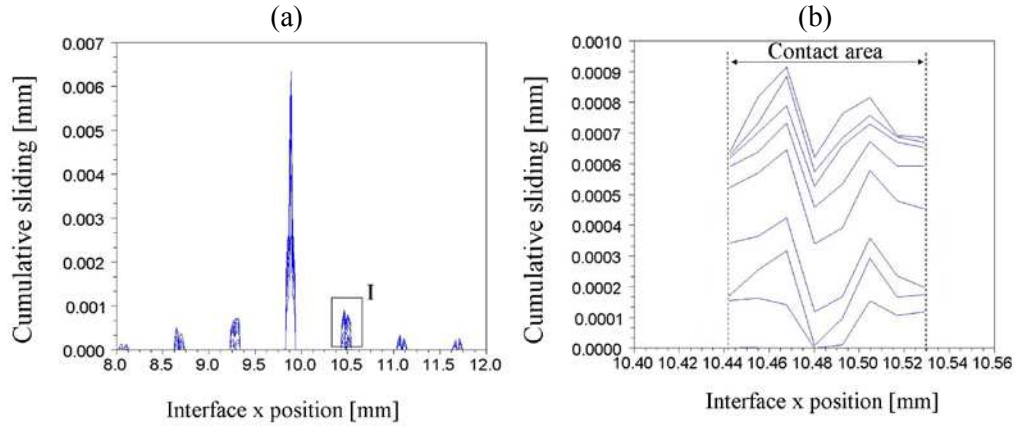 (a)
Cumulative sliding [mm]
0.007
0.006
0.005
0.004
0.003
0.002
0.001
0.000
I
8.0 8.5 9.0 9.5 10.0 10.5 11.0 11.5 12.0
Interface x position [mm]
(b)
Cumulative sliding [mm]
0.0010
0.0009
0.0008
0.0007
0.0006
0.0005
0.0004
0.0003
0.0002
0.0001
0.0000
Contact area
10.40 10.42 10.44 10.46 10.48 10.50 10.52 10.54 10.56
Interface x position [mm]